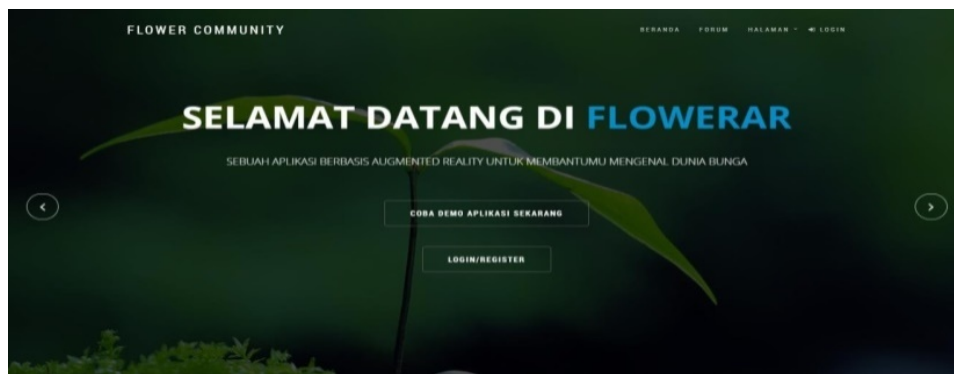 FLOWER COMMUNITY
BERANDA FORUM HALAMAN LOGIN
SELAMAT DATANG DI FLOWERAR
SEBUAH APLIKASI BERBASIS AUGMENTED REALITY UNTUK MEMBANTUMU MENGENAL DUNIA BUNGA
COBA DEMO APLIKASI SEKARANG
LOGIN/REGISTER